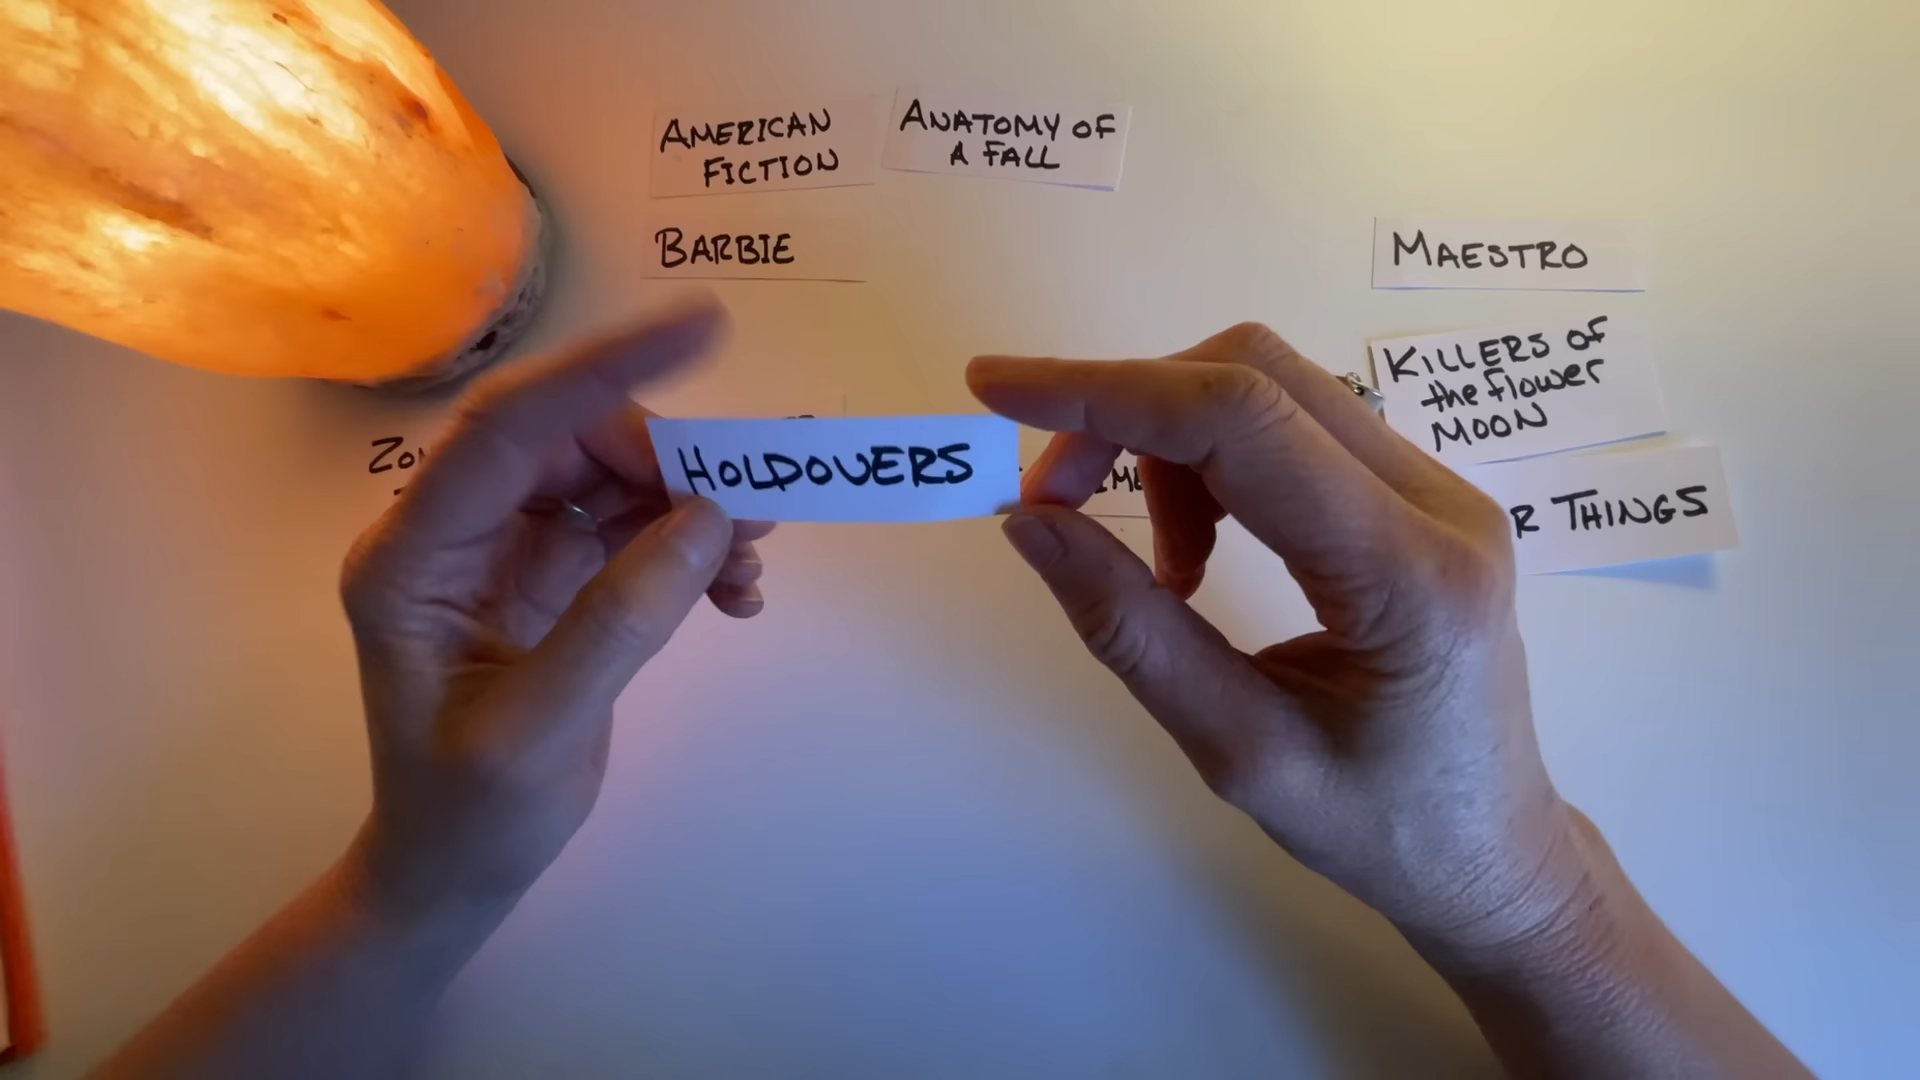 AMERICAN
FICTION
ANATOMY OF
A FALL
BARBIE
MAESTRO
KILLERS OF
the flower
MOON
HOLDOVERS
THINGS